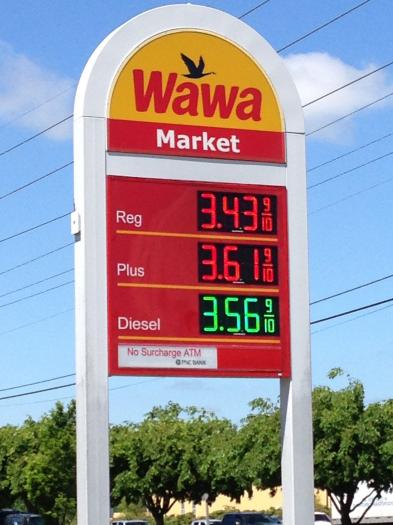 Wawa
Market
Reg 3.43 9/10
Plus 3.61 9/10
Diesel 3.56 9/10
No Surcharge ATM
PNC BANK